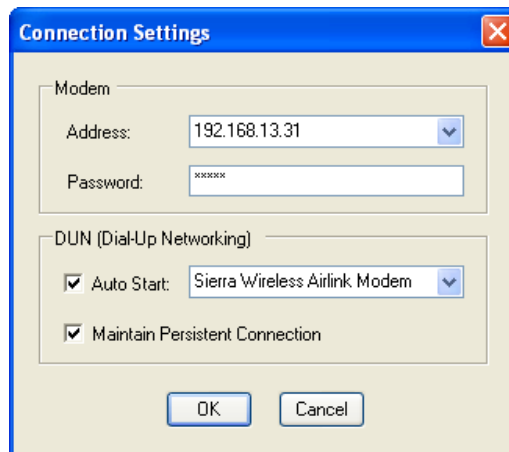 Connection Settings
Modem
Address: 192.168.13.31
Password: *****
DUN (Dial-Up Networking)
Auto Start: Sierra Wireless Airlink Modem
Maintain Persistent Connection
OK Cancel